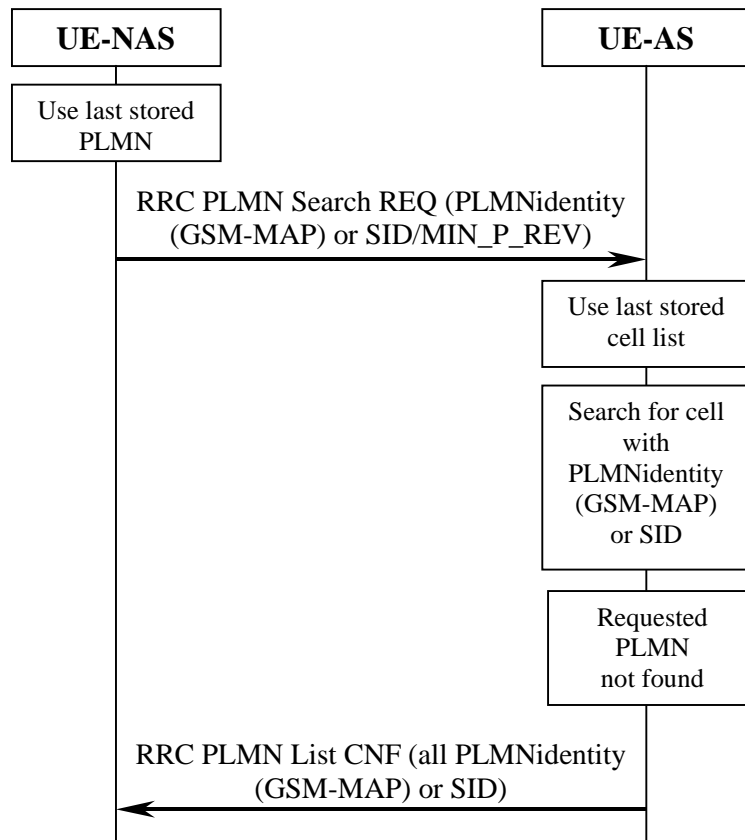 UE-NAS
UE-AS
Use last stored
PLMN
RRC PLMN Search REQ (PLMNidentity
(GSM-MAP) or SID/MIN_P_REV)
Use last stored
cell list
Search for cell
with
PLMNidentity
(GSM-MAP)
or SID
Requested
PLMN
not found
RRC PLMN List CNF (all PLMNidentity
(GSM-MAP) or SID)